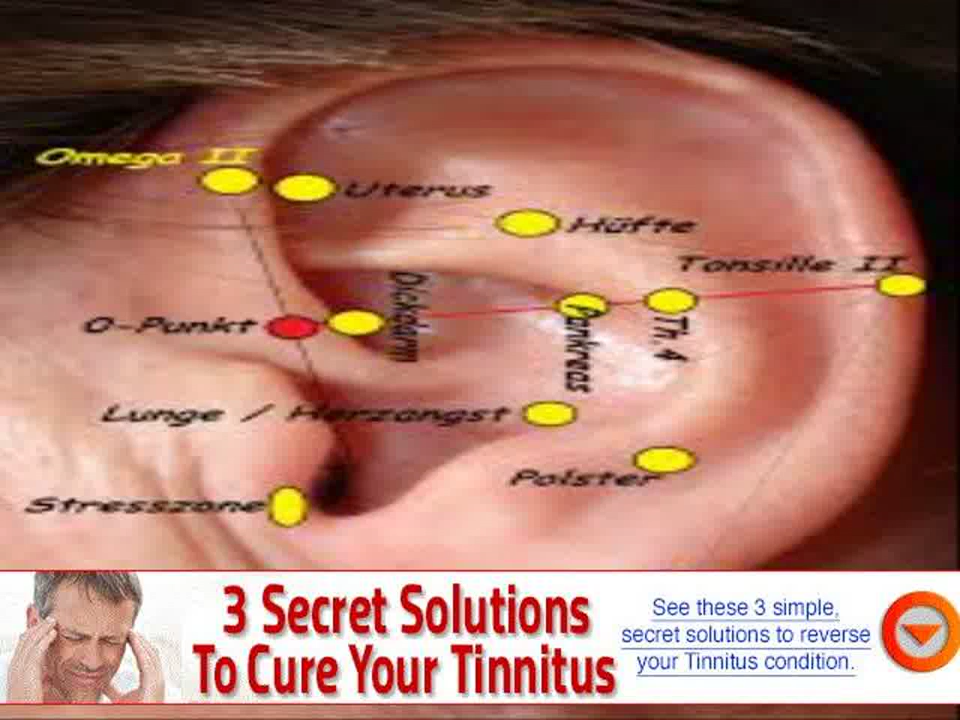 Omega II
Uterus
Hüfte
Tonsille II
Dickdarm
O-Punkt
Pankreas
Th. 4
Lunge / Herzangst
Polster
Stresszone
3 Secret Solutions
To Cure Your Tinnitus
See these 3 simple,
secret solutions to reverse
your Tinnitus condition.